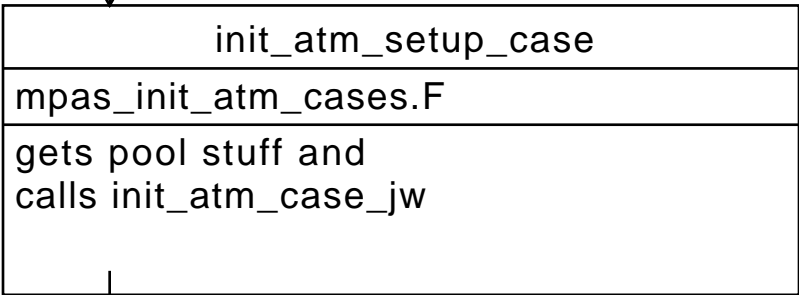 init_atm_setup_case
mpas_init_atm_cases.F
gets pool stuff and
calls init_atm_case_jw